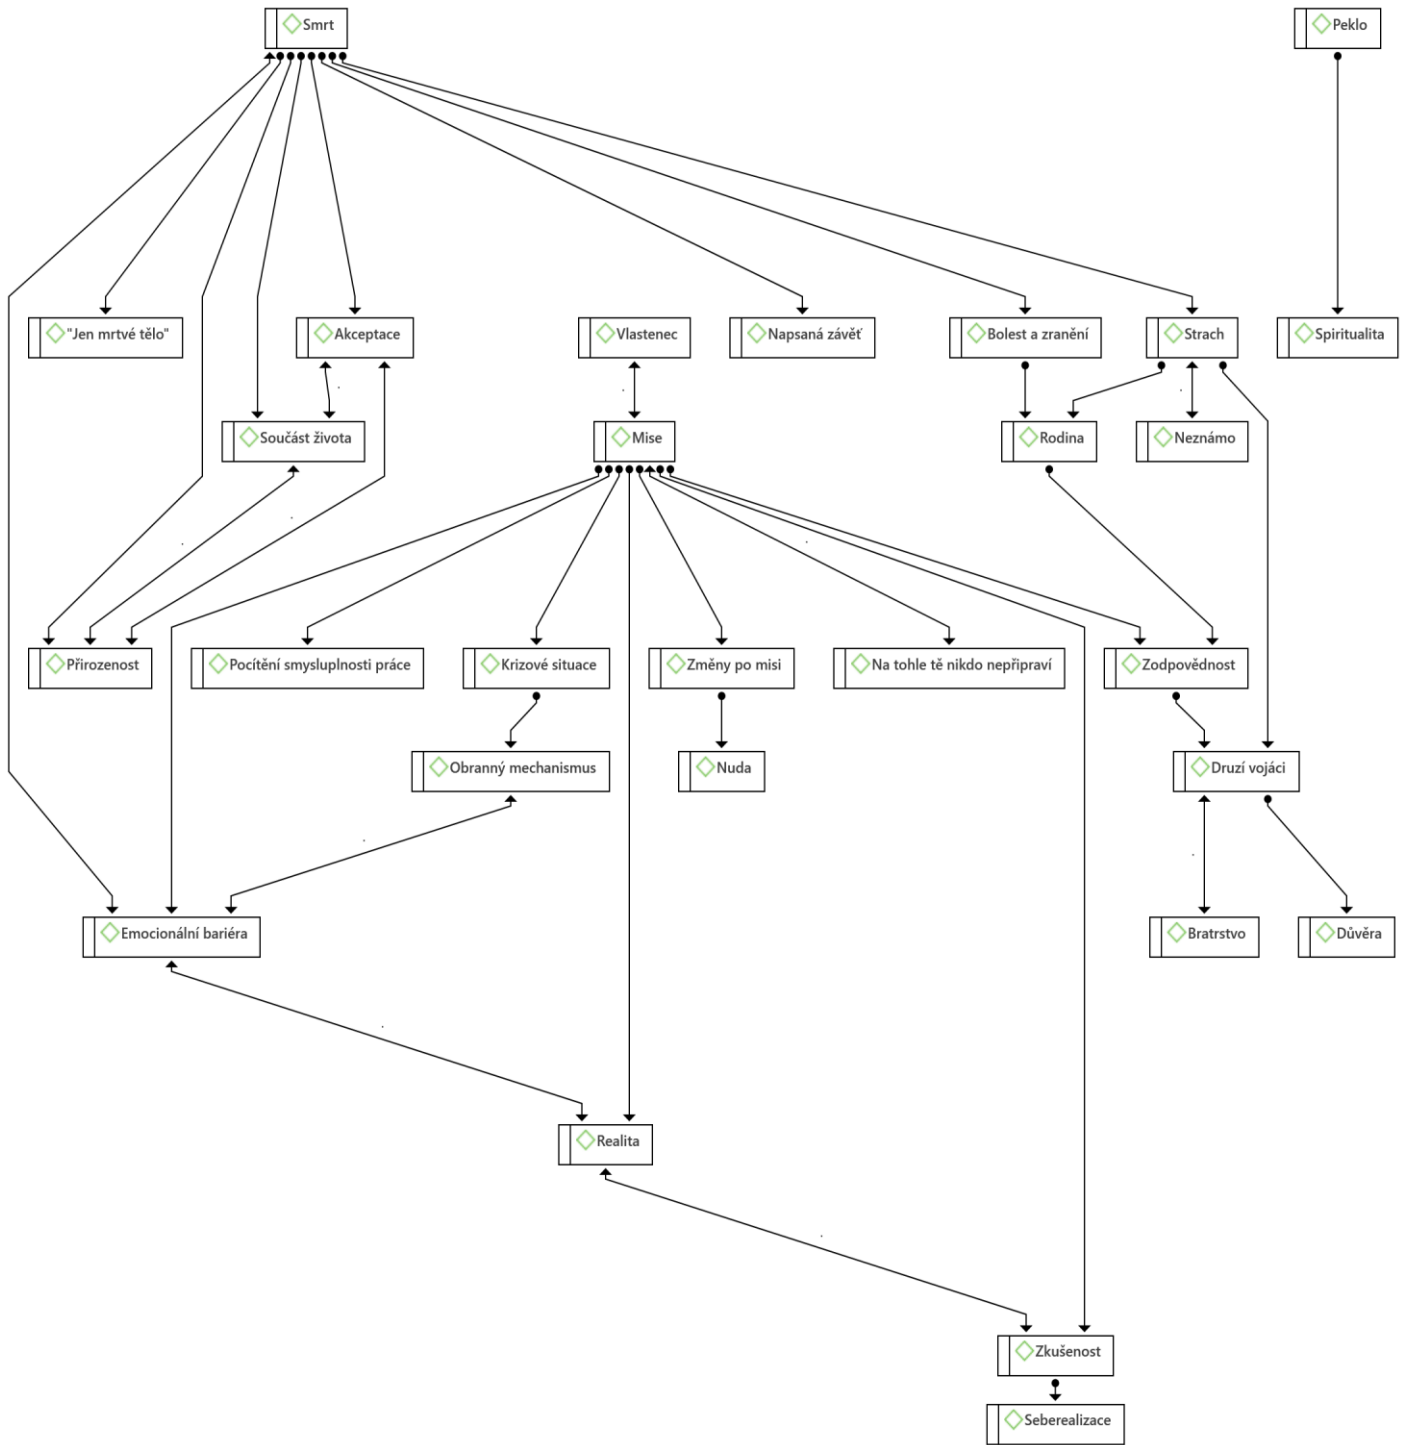 Smrt
Peklo
"Jen mrtvé tělo"
Akceptace
Vlastenec
Napsaná závěť
Bolest a zranění
Strach
Spiritualita
Součást života
Mise
Rodina
Neznámo
Přirozenost
Pocítění smysluplnosti práce
Krizové situace
Změny po misi
Na tohle tě nikdo nepřipraví
Zodpovědnost
Obranný mechanismus
Nuda
Druzí vojáci
Emocionální bariéra
Bratrstvo
Důvěra
Realita
Zkušenost
Seberealizace